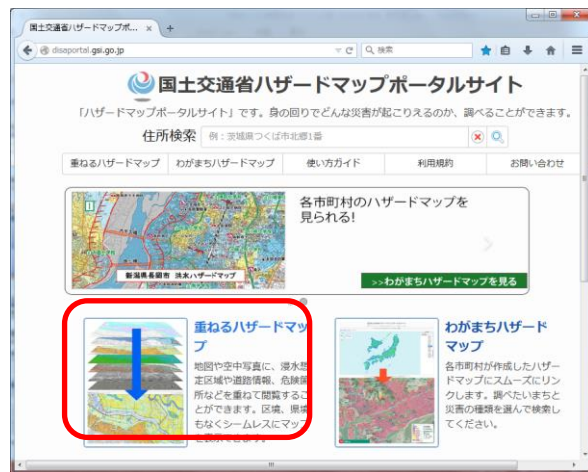 国土交通省ハザードマップポ...
disaportal.gsi.go.jp
検索
国土交通省ハザードマップポータルサイト
「ハザードマップポータルサイト」です。身の回りでどんな災害が起こりえるのか、調べることができます。
住所検索
例：茨城県つくば市北郷1番
重ねるハザードマップ
わがまちハザードマップ
使い方ガイド
利用規約
お問い合わせ
新潟県長岡市 洪水ハザードマップ
各市町村のハザードマップを
見られる!
>>わがまちハザードマップを見る
重ねるハザードマッ
プ
地図や空中写真に、浸水想
定区域や道路情報、危険箇
所などを重ねて閲覧するこ
とができます。区境、県境
もなくシームレスにマップ
わがまちハザード
マップ
各市町村が作成したハザー
ドマップにスムーズにリン
クします。調べたいまちと
災害の種類を選んで検索し
てください。